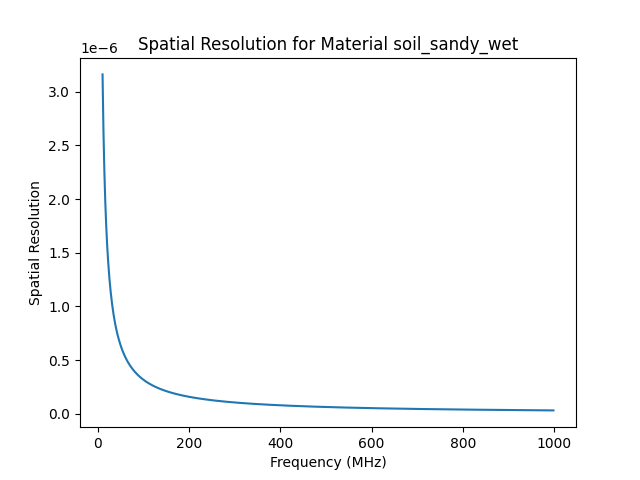 Spatial Resolution for Material soil_sandy_wet
1e−6
3.0
2.5
2.0
1.5
1.0
0.5
0.0
Spatial Resolution
0 200 400 600 800 1000
Frequency (MHz)